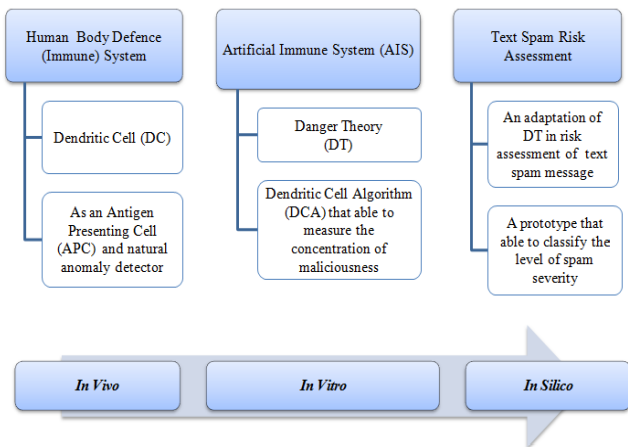 Human Body Defence
(Immune) System
Dendritic Cell (DC)
As an Antigen
Presenting Cell
(APC) and natural
anomaly detector
Artificial Immune System (AIS)
Danger Theory
(DT)
Dendritic Cell Algorithm
(DCA) that able to
measure the
concentration of
maliciousness
Text Spam Risk
Assessment
An adaptation of
DT in risk
assessment of text
spam message
A prototype that
able to classify the
level of spam
severity
In Vivo
In Vitro
In Silico